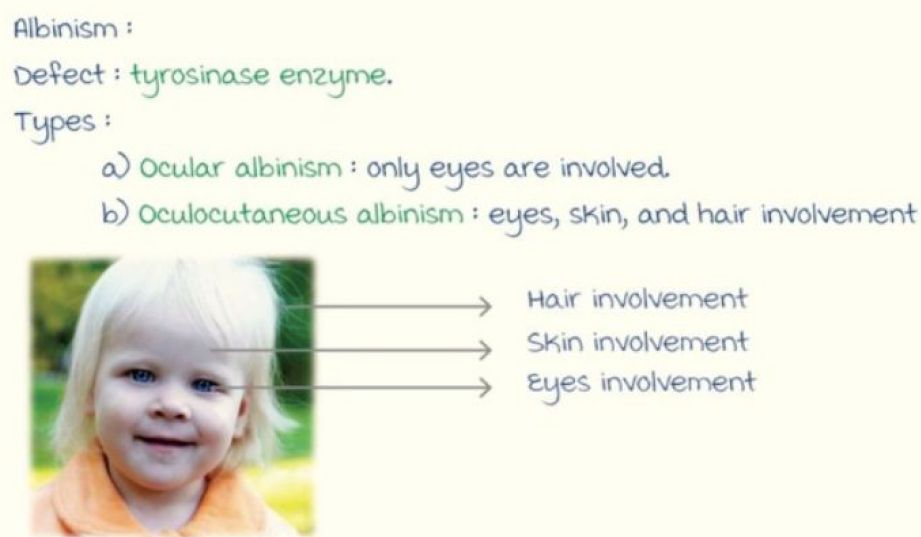 Albinism :
Defect : tyrosinase enzyme.
Types :
a) Ocular albinism : only eyes are involved.
b) Oculocutaneous albinism : eyes, skin, and hair involvement
Hair involvement
Skin involvement
Eyes involvement